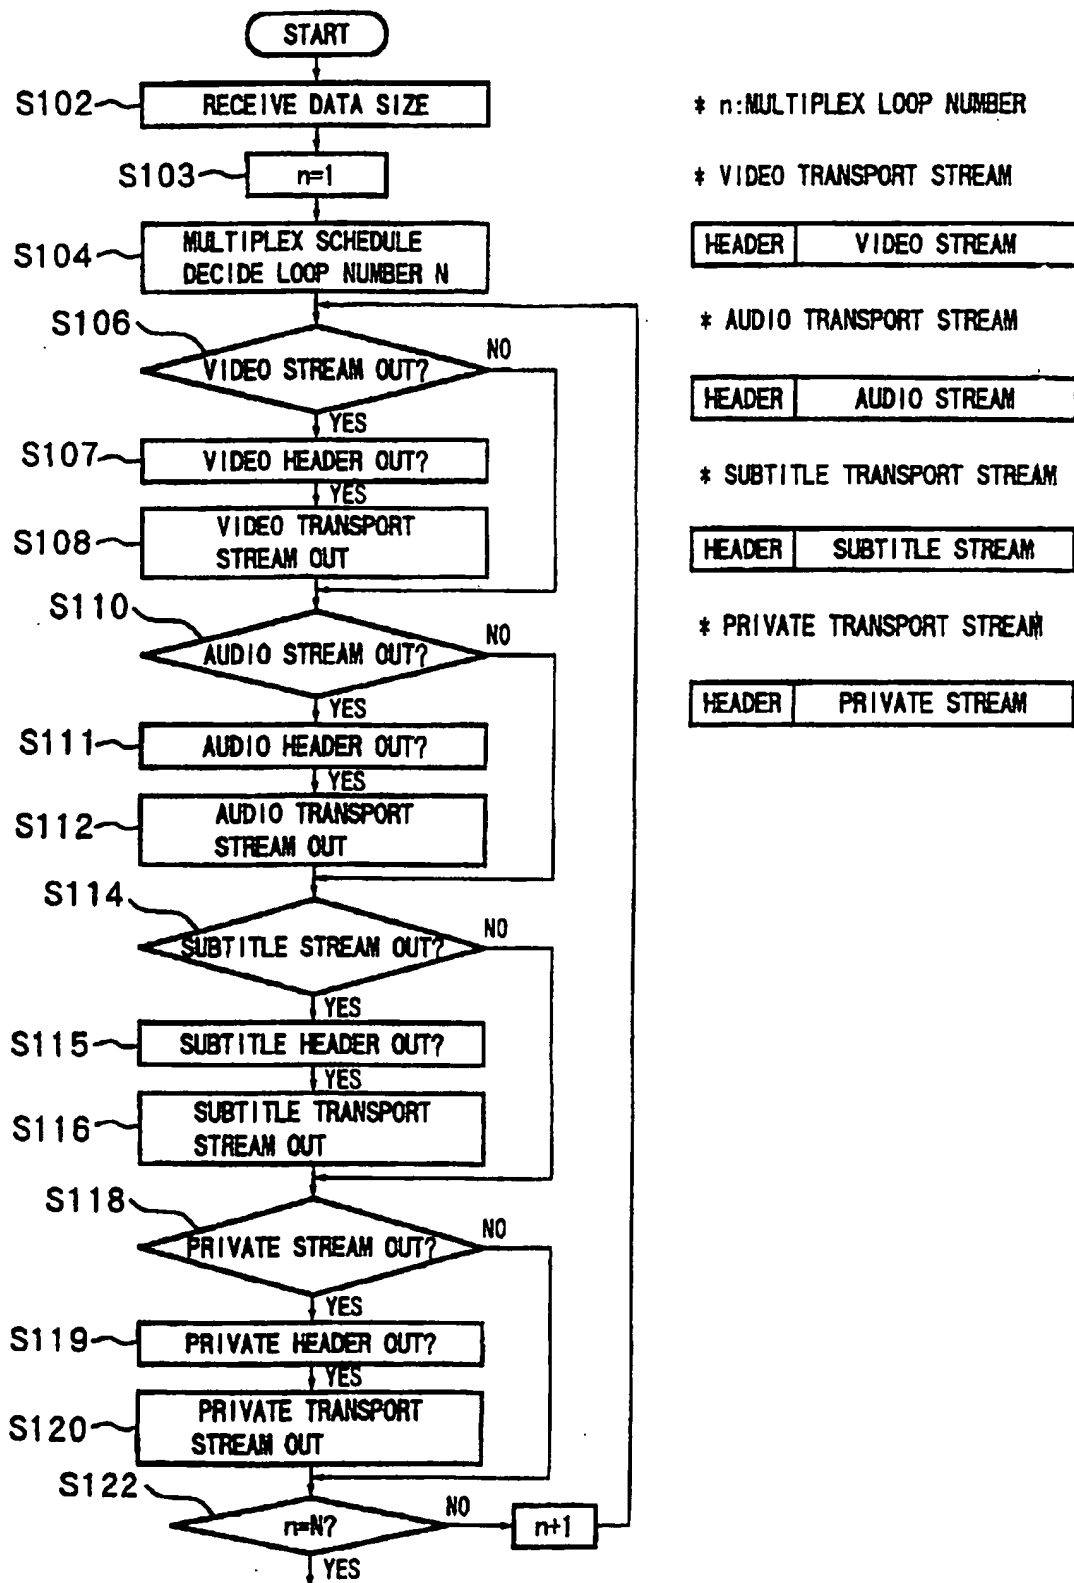 START
S102
RECEIVE DATA SIZE
S103
n=1
S104
MULTIPLEX SCHEDULE
DECIDE LOOP NUMBER N
S106
VIDEO STREAM OUT?
NO
YES
S107
VIDEO HEADER OUT?
YES
S108
VIDEO TRANSPORT
STREAM OUT
S110
AUDIO STREAM OUT?
NO
YES
S111
AUDIO HEADER OUT?
YES
S112
AUDIO TRANSPORT
STREAM OUT
S114
SUBTITLE STREAM OUT?
NO
YES
S115
SUBTITLE HEADER OUT?
YES
S116
SUBTITLE TRANSPORT
STREAM OUT
S118
PRIVATE STREAM OUT?
NO
YES
S119
PRIVATE HEADER OUT?
YES
S120
PRIVATE TRANSPORT
STREAM OUT
S122
n=N?
NO
n+1
YES
* n:MULTIPLEX LOOP NUMBER
* VIDEO TRANSPORT STREAM
HEADER VIDEO STREAM
* AUDIO TRANSPORT STREAM
HEADER AUDIO STREAM
* SUBTITLE TRANSPORT STREAM
HEADER SUBTITLE STREAM
* PRIVATE TRANSPORT STREAM
HEADER PRIVATE STREAM